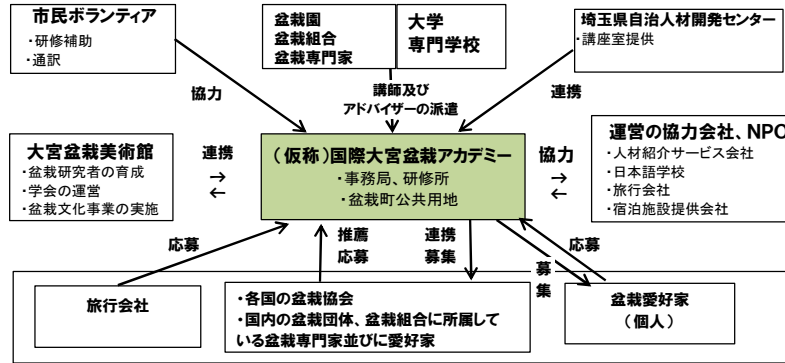 市民ボランティア
・研修補助
・通訳
盆栽園
盆栽組合
盆栽専門家
大学
専門学校
埼玉県自治人材開発センター
・講座室提供
協力
講師及び
アドバイザーの派遣
連携
大宮盆栽美術館
・盆栽研究者の育成
・学会の運営
・盆栽文化事業の実施
連携
→
←
（仮称）国際大宮盆栽アカデミー
・事務局、研修所
・盆栽町公共用地
協力
→
←
運営の協力会社、NPO
・人材紹介サービス会社
・日本語学校
・旅行会社
・宿泊施設提供会社
応募
推薦
応募
連携
募集
募集
応募
旅行会社
・各国の盆栽協会
・国内の盆栽団体、盆栽組合に所属して
いる盆栽専門家並びに愛好家
盆栽愛好家
（個人）